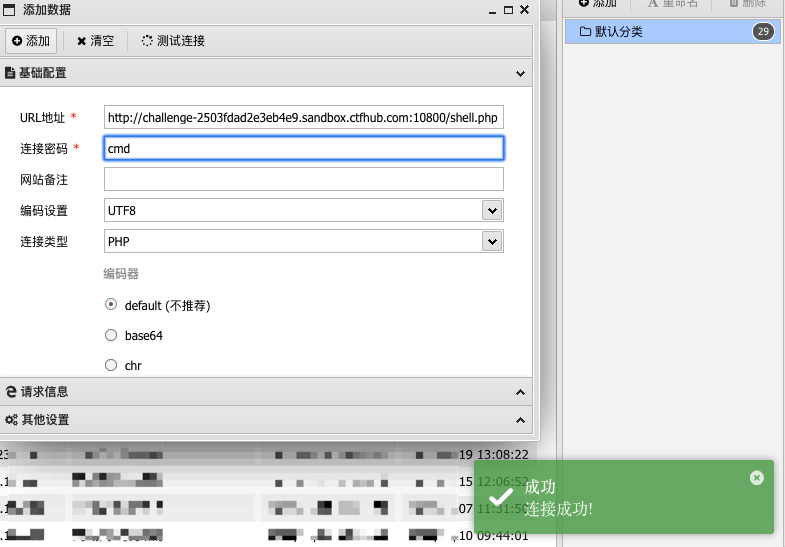 添加数据
添加 清空 测试连接
基础配置
URL地址 * http://challenge-2503fdad2e3eb4e9.sandbox.ctfhub.com:10800/shell.php
连接密码 * cmd
网站备注
编码设置 UTF8
连接类型 PHP
编码器
default (不推荐)
base64
chr
请求信息
其他设置
添加 重命名 删除
默认分类 29
19 13:08:22
15 12:06:52
07 11:31:50
10 09:44:01
成功
连接成功!